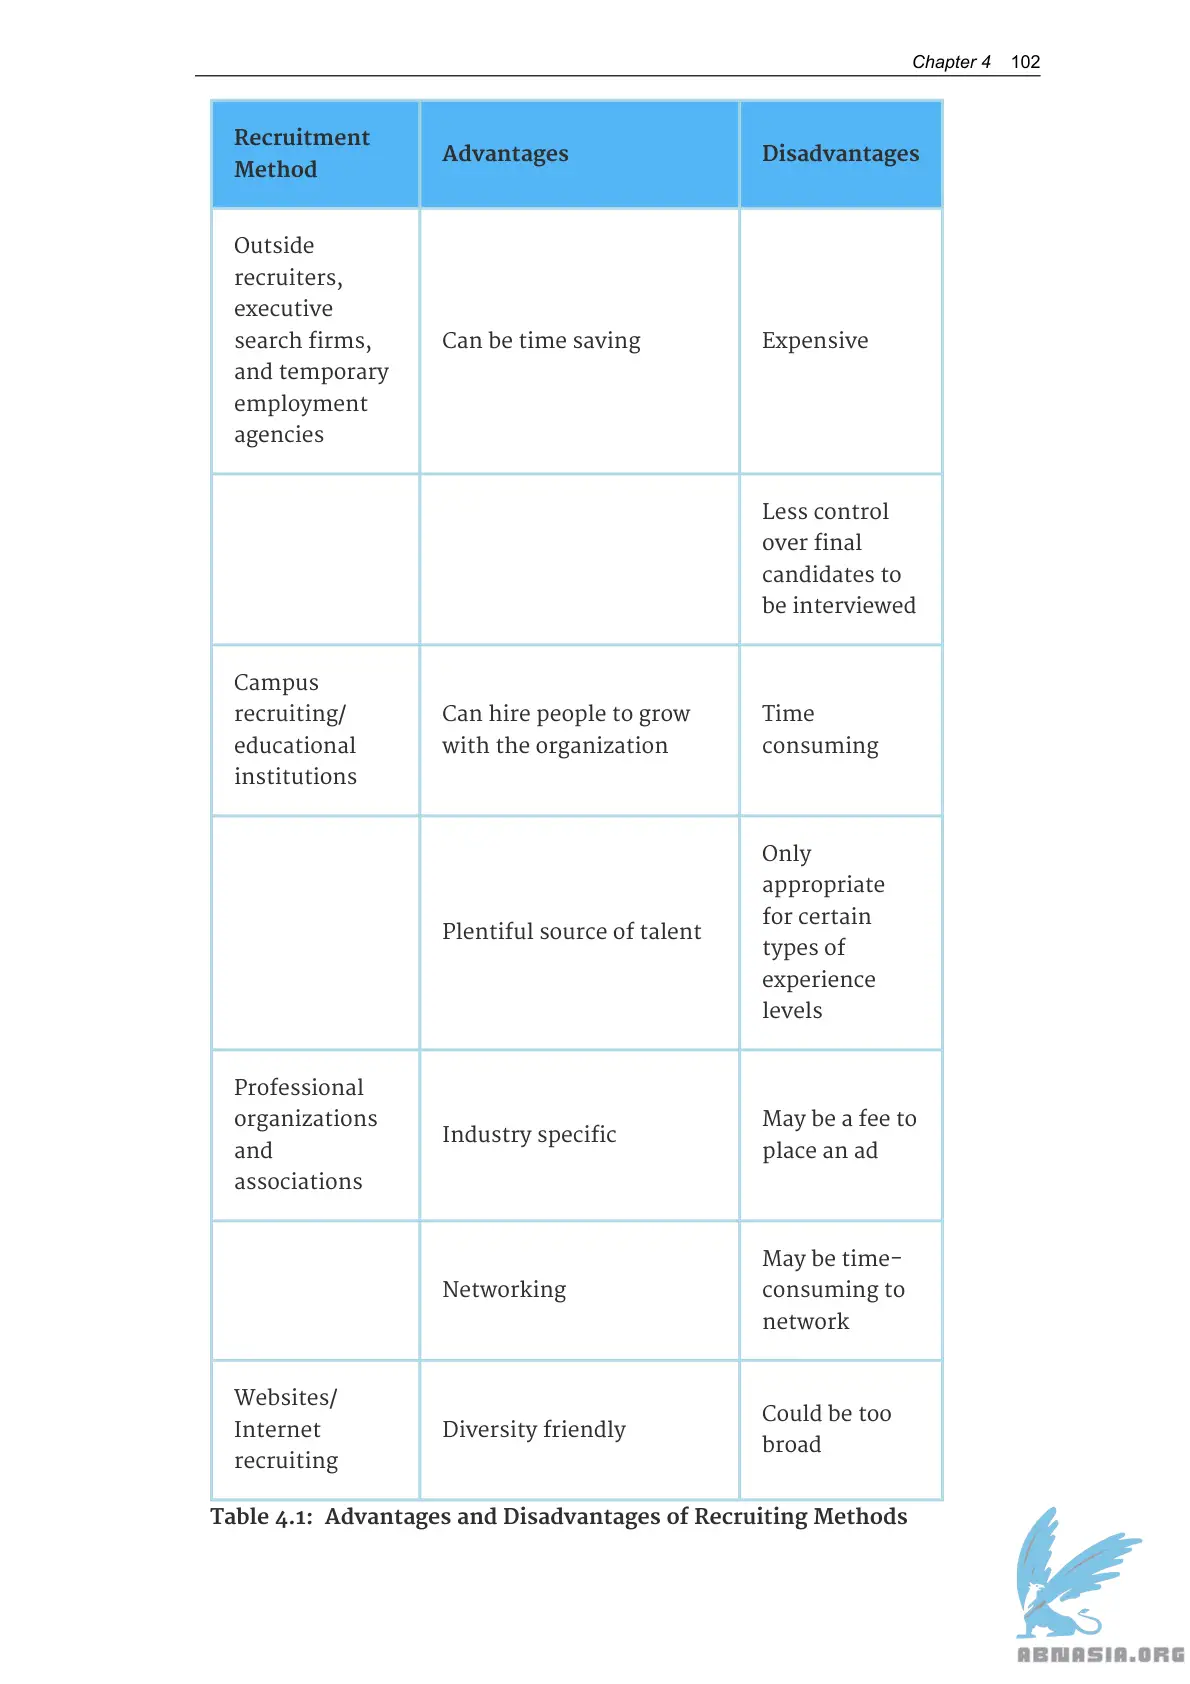 Chapter 4 102
Recruitment
Method
Advantages
Disadvantages
Outside
recruiters,
executive
search firms,
and temporary
employment
agencies
Can be time saving
Expensive
Less control
over final
candidates to
be interviewed
Campus
recruiting/
educational
institutions
Can hire people to grow
with the organization
Time
consuming
Plentiful source of talent
Only
appropriate
for certain
types of
experience
levels
Professional
organizations
and
associations
Industry specific
May be a fee to
place an ad
Networking
May be time-
consuming to
network
Websites/
Internet
recruiting
Diversity friendly
Could be too
broad
Table 4.1: Advantages and Disadvantages of Recruiting Methods
ABNASIA.ORG